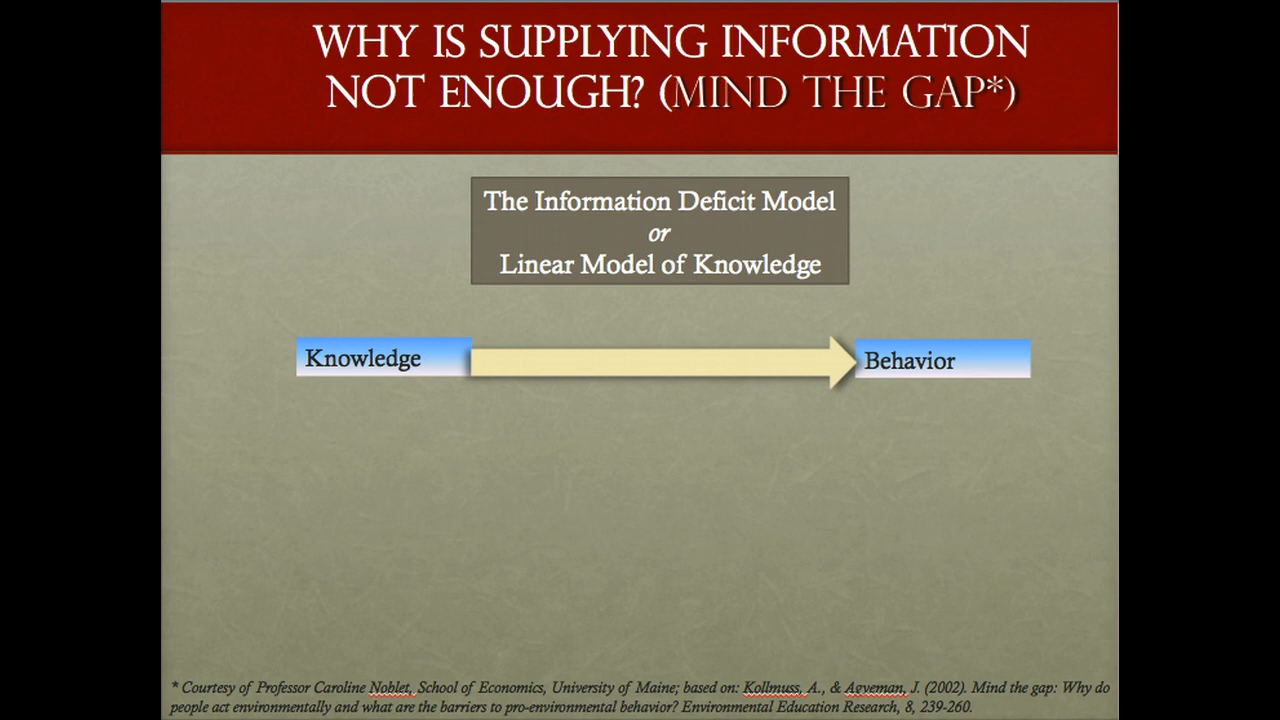 WHY IS SUPPLYING INFORMATION
NOT ENOUGH? (MIND THE GAP*)
The Information Deficit Model
or
Linear Model of Knowledge
Knowledge
Behavior
* Courtesy of Professor Caroline Noblet, School of Economics, University of Maine; based on: Kollmuss, A., & Agyeman, J. (2002). Mind the gap: Why do
people act environmentally and what are the barriers to pro-environmental behavior? Environmental Education Research, 8, 239-260.